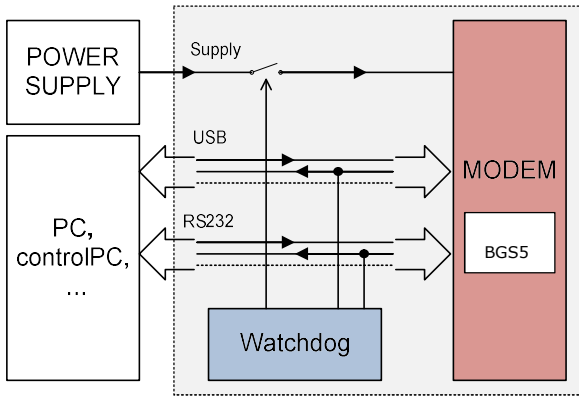 POWER
SUPPLY
Supply
USB
PC,
controlPC,
...
RS232
MODEM
BGS5
Watchdog